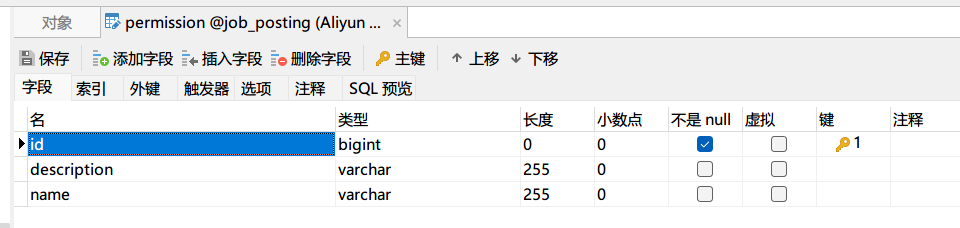 对象 permission @job_posting (Aliyun ...
保存 添加字段 插入字段 删除字段 主键 上移 下移
字段 索引 外键 触发器 选项 注释 SQL 预览
名 类型 长度 小数点 不是 null 虚拟 键 注释
id bigint 0 0 1
description varchar 255 0
name varchar 255 0